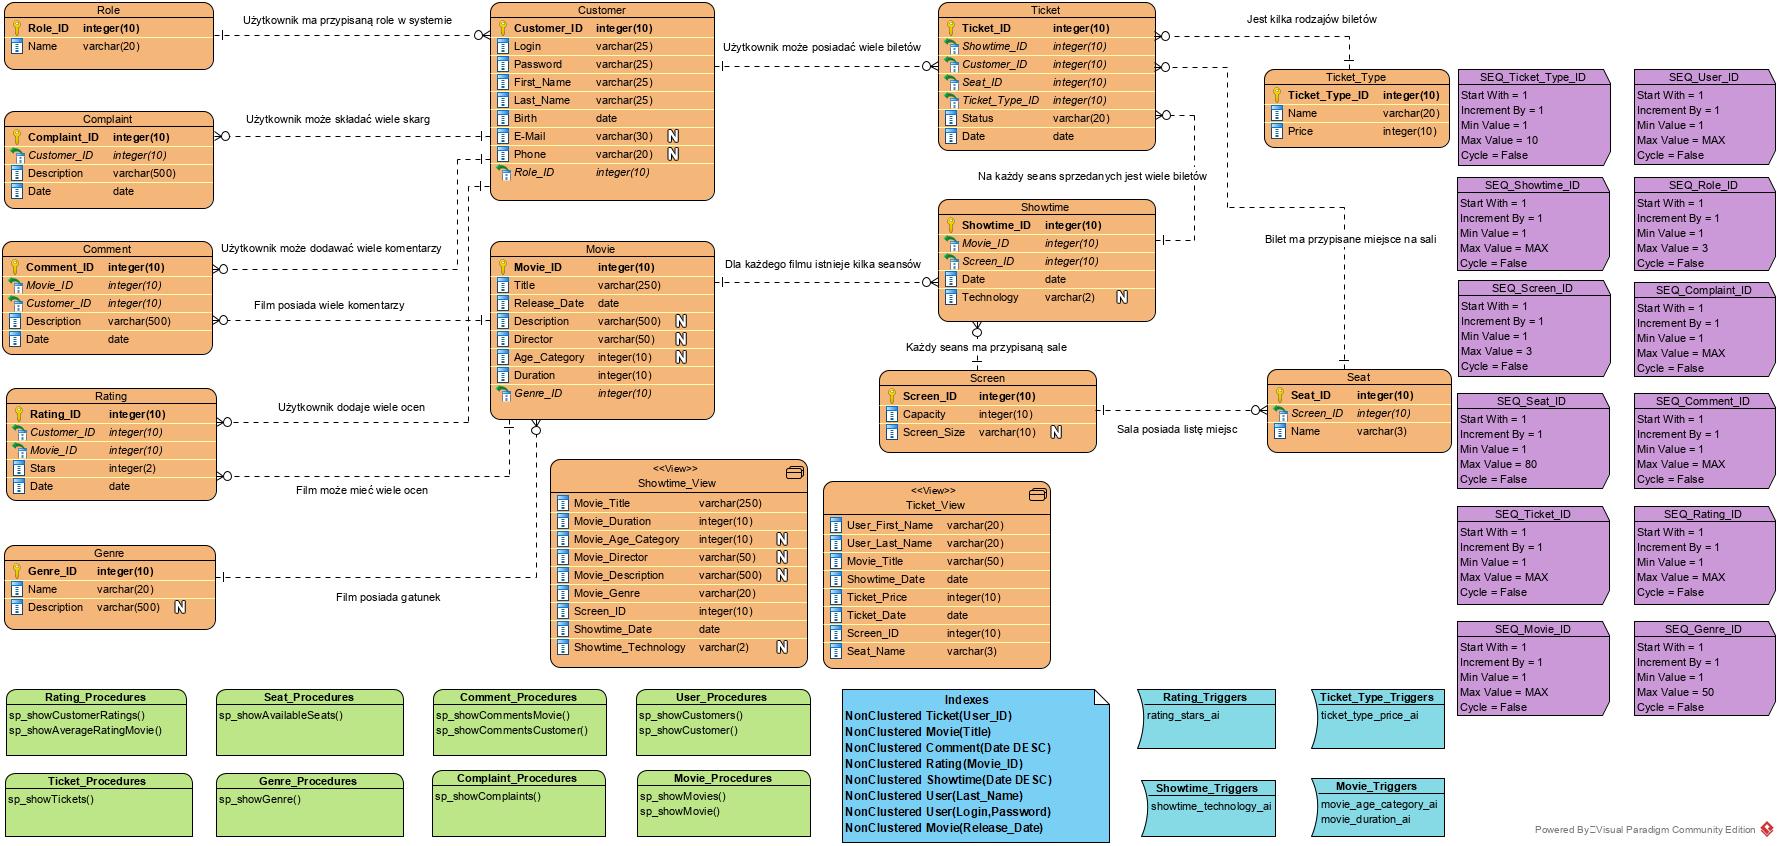 Role
Role_ID integer(10)
Name varchar(20)
Użytkownik ma przypisaną role w systemie
Customer
Customer_ID integer(10)
Login varchar(25)
Password varchar(25)
First_Name varchar(25)
Last_Name varchar(25)
Birth date
E-Mail varchar(30) N
Phone varchar(20) N
Role_ID integer(10)
Użytkownik może posiadać wiele biletów
Ticket
Ticket_ID integer(10)
Showtime_ID integer(10)
Customer_ID integer(10)
Seat_ID integer(10)
Ticket_Type_ID integer(10)
Status varchar(20)
Date date
Jest kilka rodzajów biletów
Ticket_Type
Ticket_Type_ID integer(10)
Name varchar(20)
Price integer(10)
Complaint
Complaint_ID integer(10)
Customer_ID integer(10)
Description varchar(500)
Date date
Użytkownik może składać wiele skarg
Na każdy seans sprzedanych jest wiele biletów
Bilet ma przypisane miejsce na sali
Comment
Comment_ID integer(10)
Movie_ID integer(10)
Customer_ID integer(10)
Description varchar(500)
Date date
Użytkownik może dodawać wiele komentarzy
Film posiada wiele komentarzy
Movie
Movie_ID integer(10)
Title varchar(250)
Release_Date date
Description varchar(500) N
Director varchar(50) N
Age_Category integer(10) N
Duration integer(10)
Genre_ID integer(10)
Dla każdego filmu istnieje kilka seansów
Showtime
Showtime_ID integer(10)
Movie_ID integer(10)
Screen_ID integer(10)
Date date
Technology varchar(2) N
Każdy seans ma przypisaną sale
Screen
Screen_ID integer(10)
Capacity integer(10)
Screen_Size varchar(10) N
Sala posiada listę miejsc
Seat
Seat_ID integer(10)
Screen_ID integer(10)
Name varchar(3)
Rating
Rating_ID integer(10)
Customer_ID integer(10)
Movie_ID integer(10)
Stars integer(2)
Date date
Użytkownik dodaje wiele ocen
Film może mieć wiele ocen
Genre
Genre_ID integer(10)
Name varchar(20)
Description varchar(500) N
Film posiada gatunek
<<View>>
Showtime_View
Movie_Title varchar(250)
Movie_Duration integer(10)
Movie_Age_Category integer(10) N
Movie_Director varchar(50) N
Movie_Description varchar(500) N
Movie_Genre varchar(20)
Screen_ID integer(10)
Showtime_Date date
Showtime_Technology varchar(2) N
<<View>>
Ticket_View
User_First_Name varchar(20)
User_Last_Name varchar(20)
Movie_Title varchar(50)
Showtime_Date date
Ticket_Price integer(10)
Ticket_Date date
Screen_ID integer(10)
Seat_Name varchar(3)
SEQ_Ticket_Type_ID
Start With = 1
Increment By = 1
Min Value = 1
Max Value = 10
Cycle = False
SEQ_User_ID
Start With = 1
Increment By = 1
Min Value = 1
Max Value = MAX
Cycle = False
SEQ_Showtime_ID
Start With = 1
Increment By = 1
Min Value = 1
Max Value = MAX
Cycle = False
SEQ_Role_ID
Start With = 1
Increment By = 1
Min Value = 1
Max Value = 3
Cycle = False
SEQ_Screen_ID
Start With = 1
Increment By = 1
Min Value = 1
Max Value = 3
Cycle = False
SEQ_Complaint_ID
Start With = 1
Increment By = 1
Min Value = 1
Max Value = MAX
Cycle = False
SEQ_Seat_ID
Start With = 1
Increment By = 1
Min Value = 1
Max Value = 80
Cycle = False
SEQ_Comment_ID
Start With = 1
Increment By = 1
Min Value = 1
Max Value = MAX
Cycle = False
SEQ_Ticket_ID
Start With = 1
Increment By = 1
Min Value = 1
Max Value = MAX
Cycle = False
SEQ_Rating_ID
Start With = 1
Increment By = 1
Min Value = 1
Max Value = MAX
Cycle = False
SEQ_Movie_ID
Start With = 1
Increment By = 1
Min Value = 1
Max Value = MAX
Cycle = False
SEQ_Genre_ID
Start With = 1
Increment By = 1
Min Value = 1
Max Value = 50
Cycle = False
Rating_Procedures
sp_showCustomerRatings()
sp_showAverageRatingMovie()
Seat_Procedures
sp_showAvailableSeats()
Comment_Procedures
sp_showCommentsMovie()
sp_showCommentsCustomer()
User_Procedures
sp_showCustomers()
sp_showCustomer()
Ticket_Procedures
sp_showTickets()
Genre_Procedures
sp_showGenre()
Complaint_Procedures
sp_showComplaints()
Movie_Procedures
sp_showMovies()
sp_showMovie()
Indexes
NonClustered Ticket(User_ID)
NonClustered Movie(Title)
NonClustered Comment(Date DESC)
NonClustered Rating(Movie_ID)
NonClustered Showtime(Date DESC)
NonClustered User(Last_Name)
NonClustered User(Login,Password)
NonClustered Movie(Release_Date)
Rating_Triggers
rating_stars_ai
Ticket_Type_Triggers
ticket_type_price_ai
Showtime_Triggers
showtime_technology_ai
Movie_Triggers
movie_age_category_ai
movie_duration_ai
Powered By Visual Paradigm Community Edition